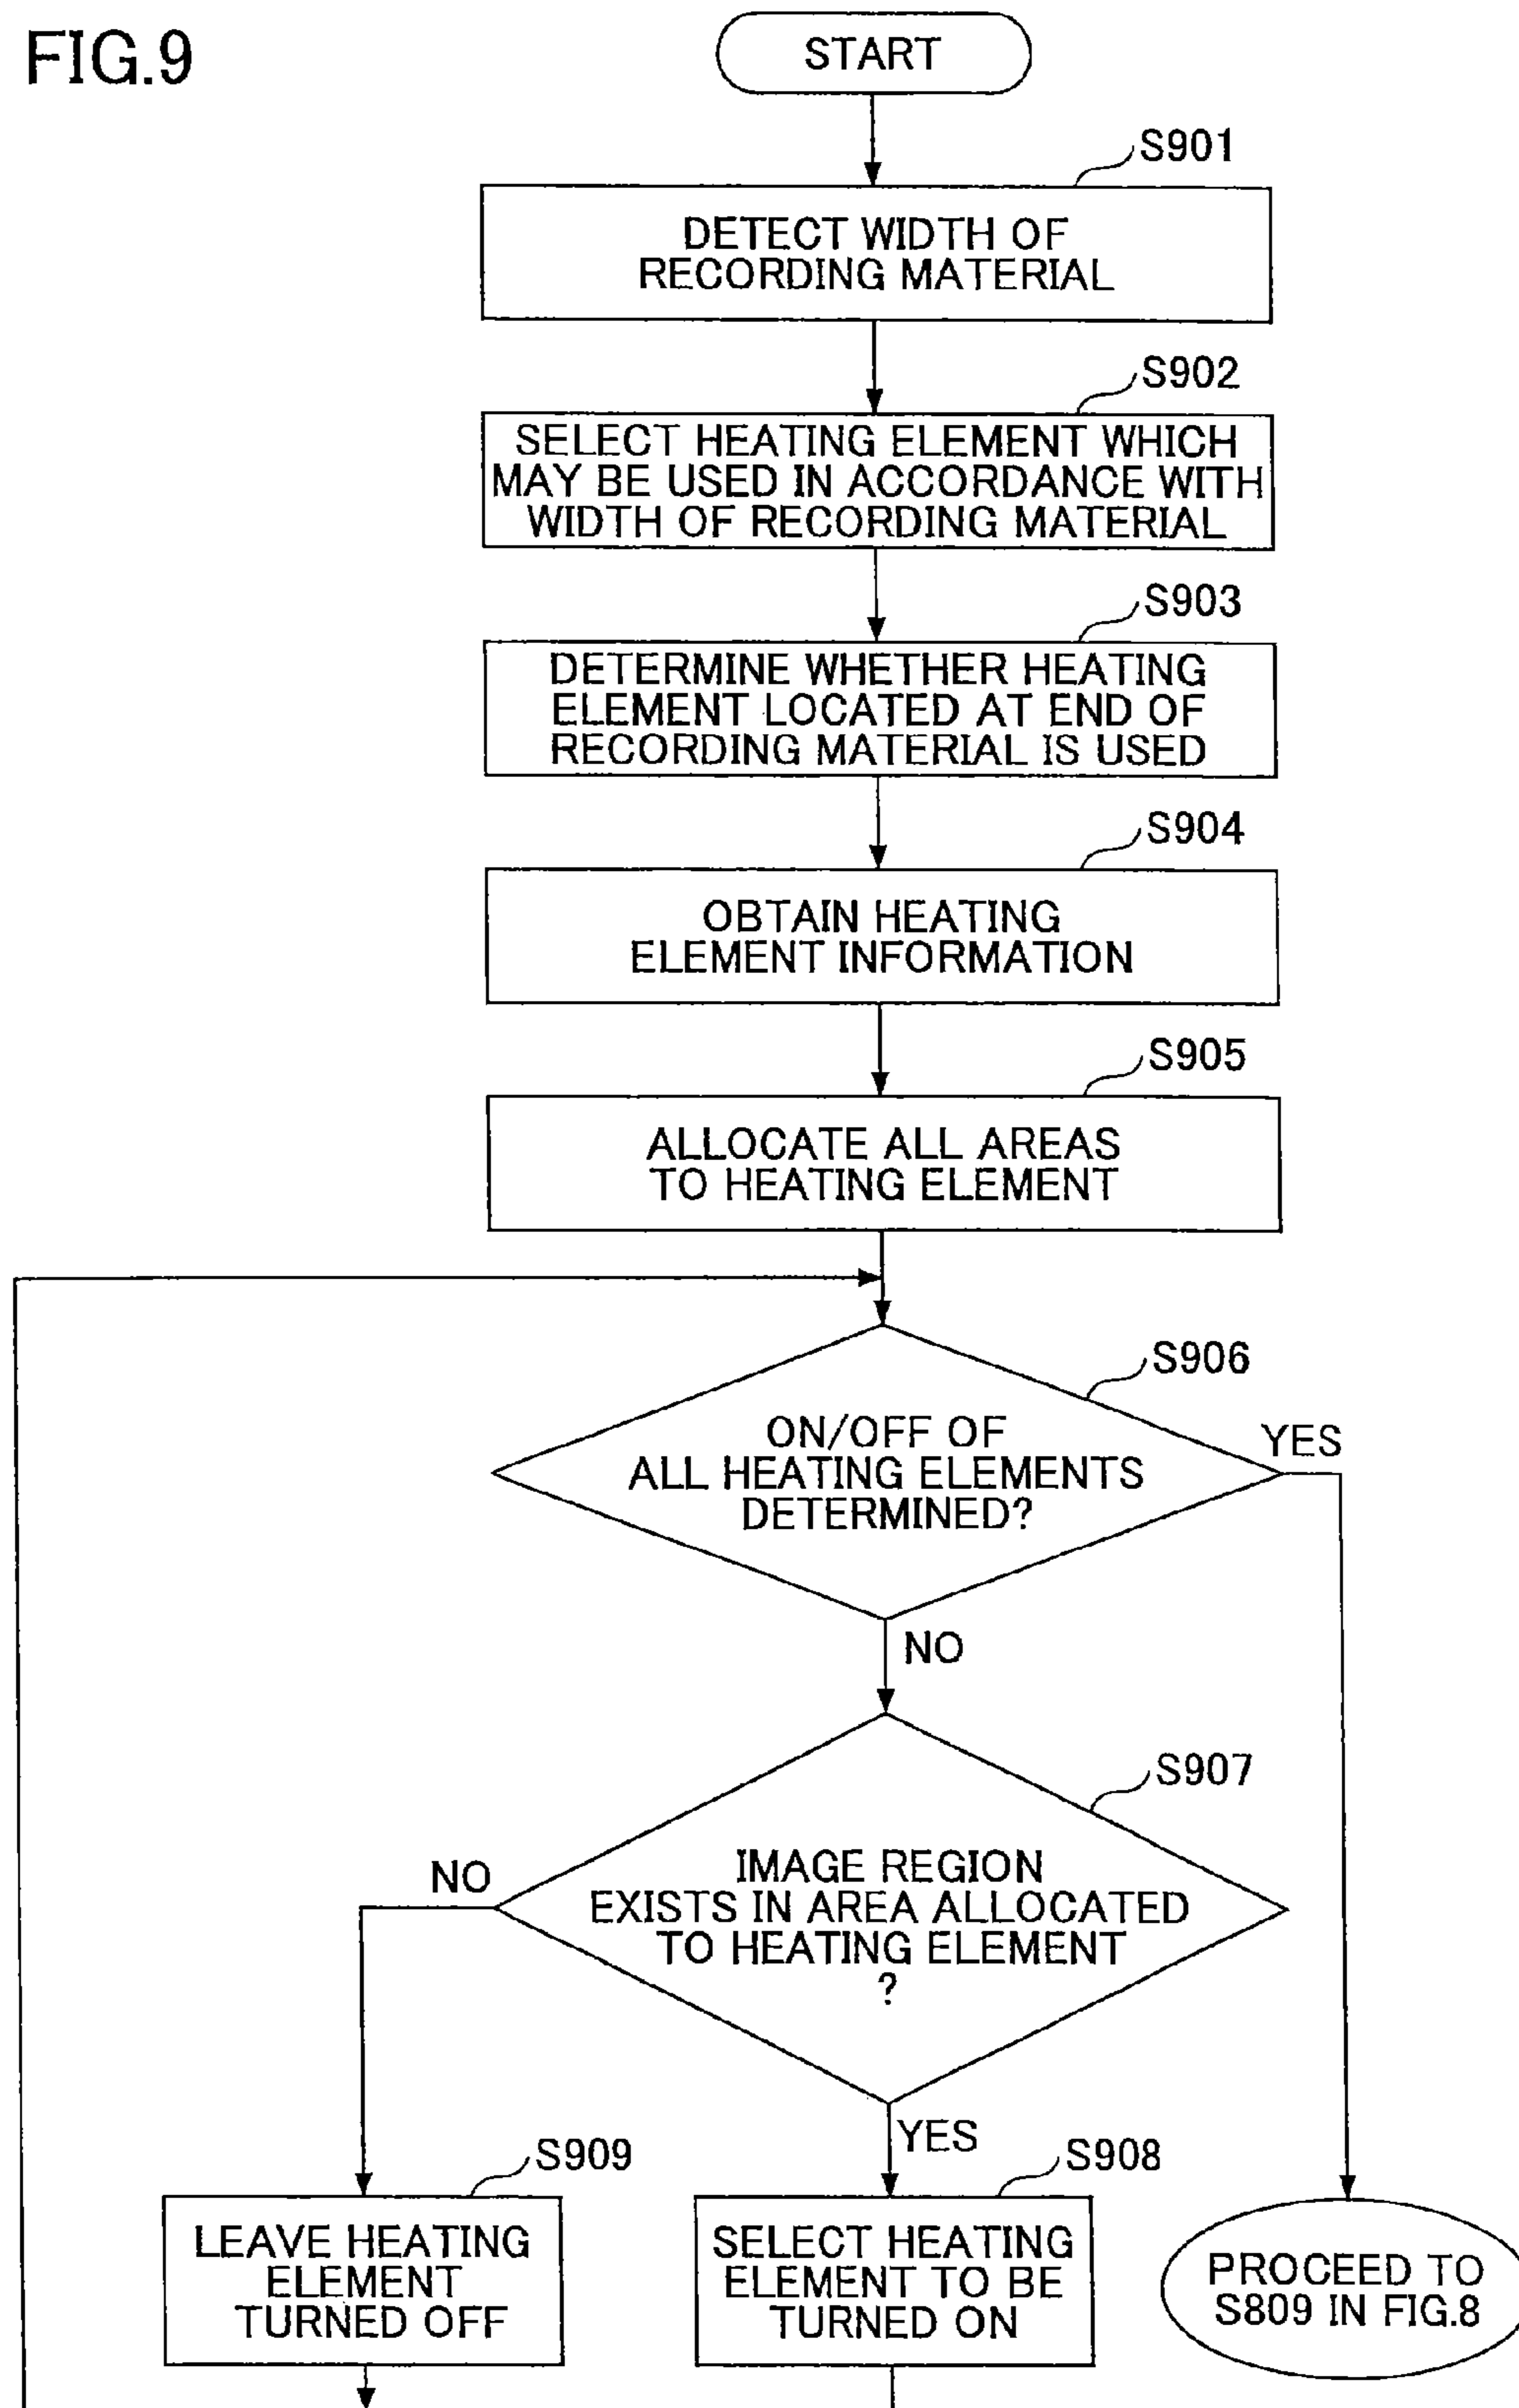 FIG.9
START
S901
DETECT WIDTH OF
RECORDING MATERIAL
S902
SELECT HEATING ELEMENT WHICH
MAY BE USED IN ACCORDANCE WITH
WIDTH OF RECORDING MATERIAL
S903
DETERMINE WHETHER HEATING
ELEMENT LOCATED AT END OF
RECORDING MATERIAL IS USED
S904
OBTAIN HEATING
ELEMENT INFORMATION
S905
ALLOCATE ALL AREAS
TO HEATING ELEMENT
S906
ON/OFF OF
ALL HEATING ELEMENTS
DETERMINED?
YES
NO
S907
IMAGE REGION
EXISTS IN AREA ALLOCATED
TO HEATING ELEMENT
?
NO
YES
S909
LEAVE HEATING
ELEMENT
TURNED OFF
S908
SELECT HEATING
ELEMENT TO BE
TURNED ON
PROCEED TO
S809 IN FIG.8